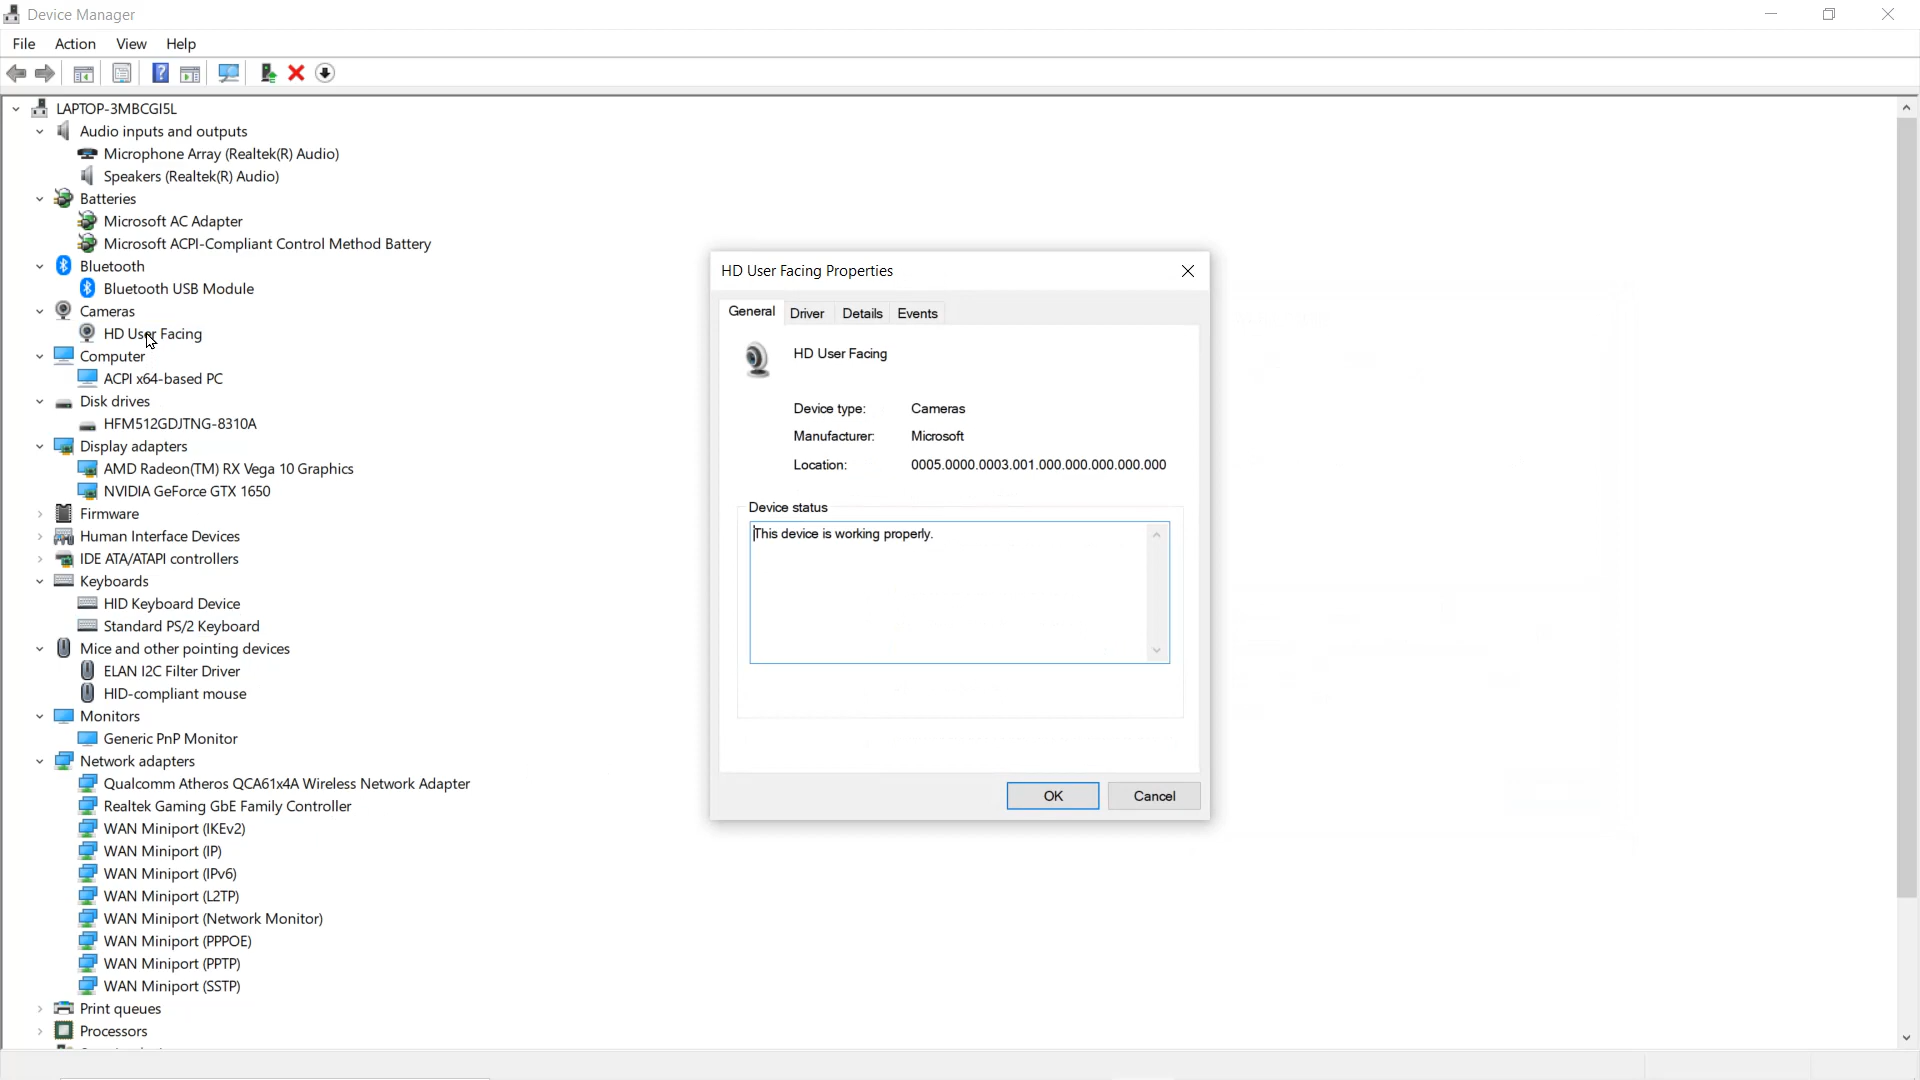 Device Manager
File Action View Help
LAPTOP-3MBCGI5L
Audio inputs and outputs
Microphone Array (Realtek(R) Audio)
Speakers (Realtek(R) Audio)
Batteries
Microsoft AC Adapter
Microsoft ACPI-Compliant Control Method Battery
Bluetooth
Bluetooth USB Module
Cameras
HD User Facing
Computer
ACPI x64-based PC
Disk drives
HFM512GDJTNG-8310A
Display adapters
AMD Radeon(TM) RX Vega 10 Graphics
NVIDIA GeForce GTX 1650
Firmware
Human Interface Devices
IDE ATA/ATAPI controllers
Keyboards
HID Keyboard Device
Standard PS/2 Keyboard
Mice and other pointing devices
ELAN I2C Filter Driver
HID-compliant mouse
Monitors
Generic PnP Monitor
Network adapters
Qualcomm Atheros QCA61x4A Wireless Network Adapter
Realtek Gaming GbE Family Controller
WAN Miniport (IKEv2)
WAN Miniport (IP)
WAN Miniport (IPv6)
WAN Miniport (L2TP)
WAN Miniport (Network Monitor)
WAN Miniport (PPPOE)
WAN Miniport (PPTP)
WAN Miniport (SSTP)
Print queues
Processors
HD User Facing Properties
General Driver Details Events
HD User Facing
Device type: Cameras
Manufacturer: Microsoft
Location: 0005.0000.0003.001.000.000.000.000.000
Device status
This device is working properly.
OK Cancel